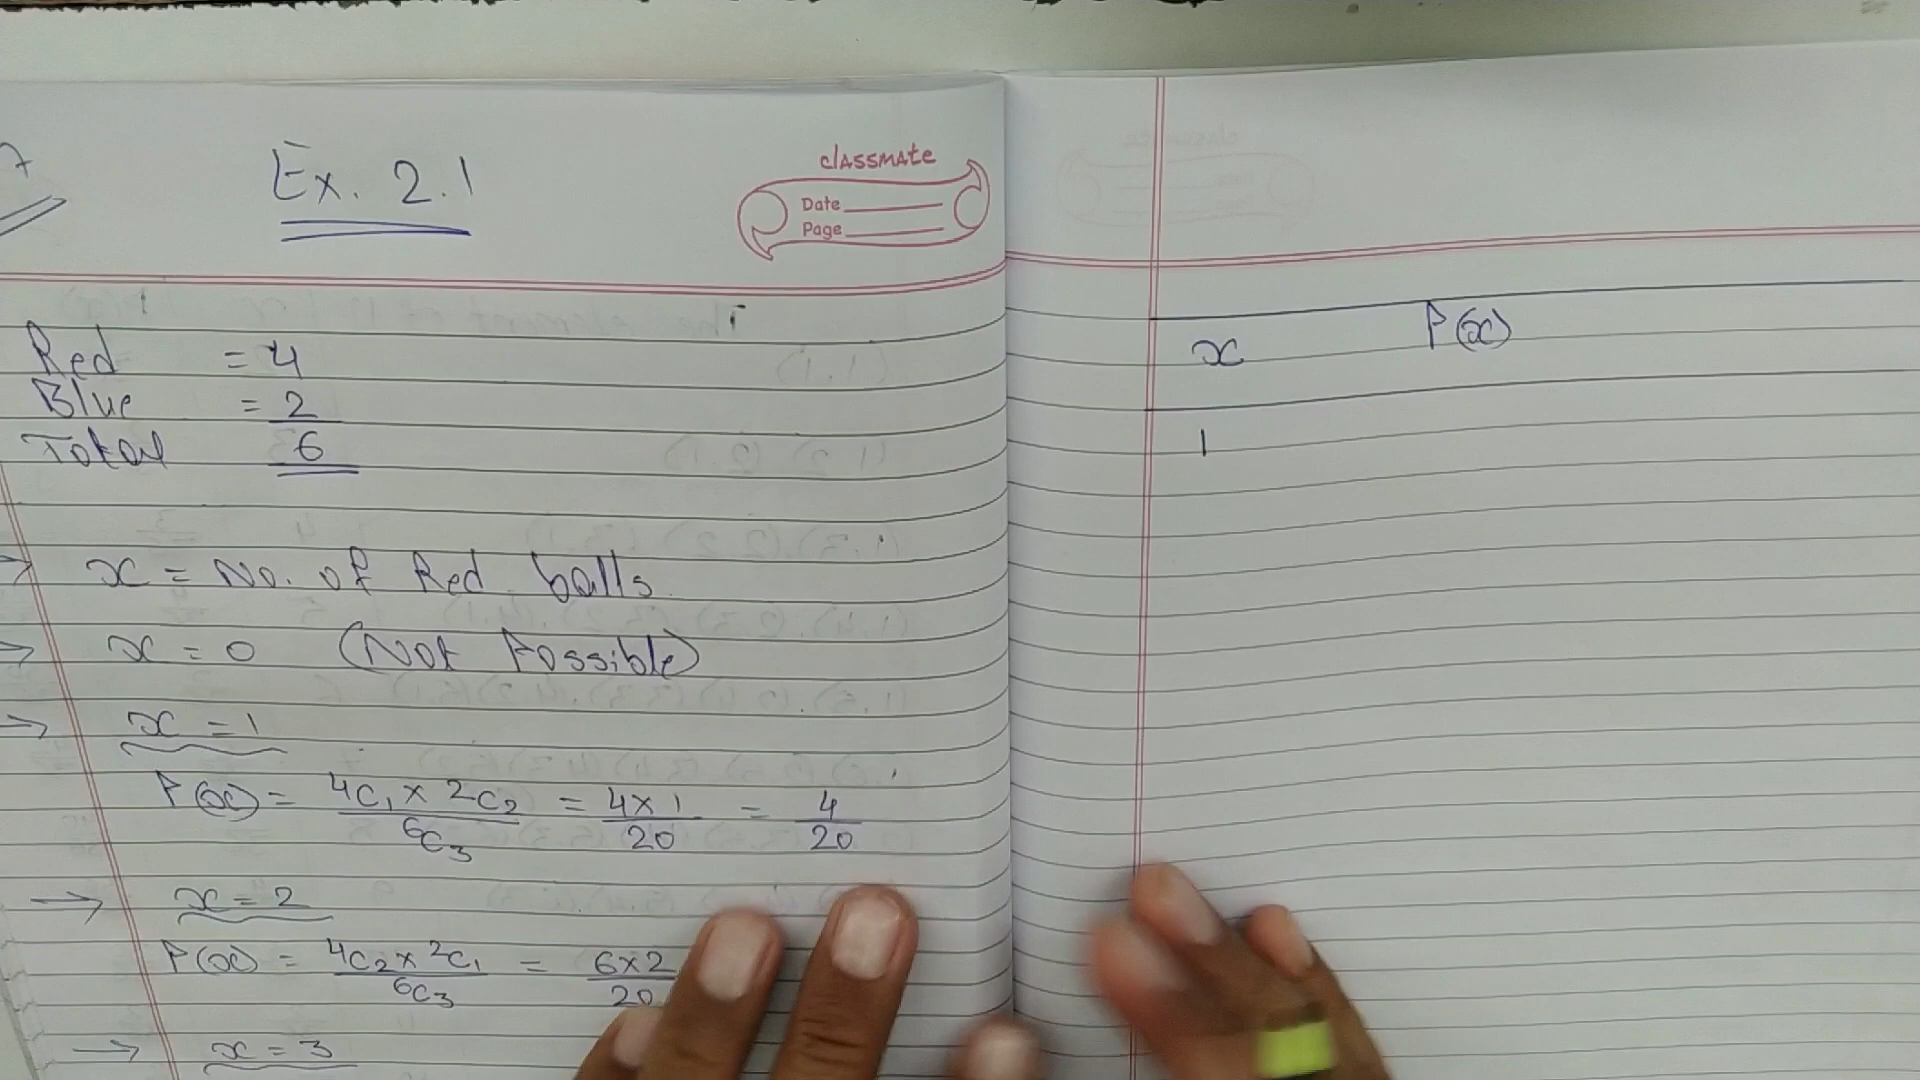 7
Ex. 2.1
classmate
Date
Page
Red = 4
Blue = 2
Total 6
→ x = No. of Red balls
→ x = 0 (Not Possible)
→ x = 1
P(x) = 4C1 x 2C2 / 6C3 = 4x1 / 20 = 4/20
→ x = 2
P(x) = 4C2 x 2C1 / 6C3 = 6x2 / 20
→ x = 3
x P(x)
1